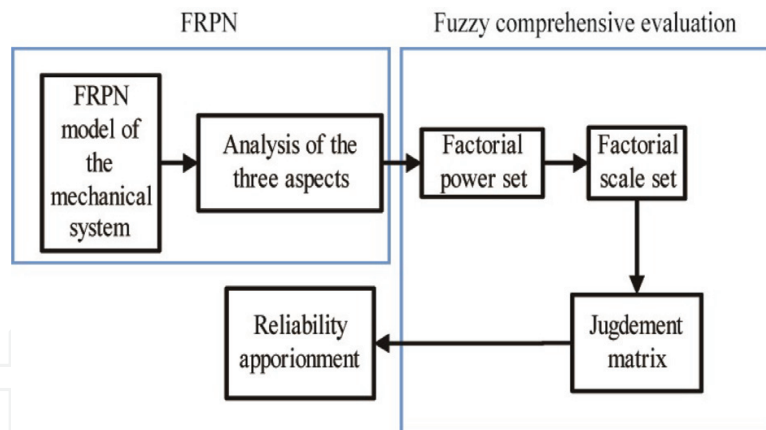 FRPN
Fuzzy comprehensive evaluation
FRPN
model of
the
mechanical
system
Analysis of the
three aspects
Factorial
power set
Factorial
scale set
Jugdement
matrix
Reliability
apporionment